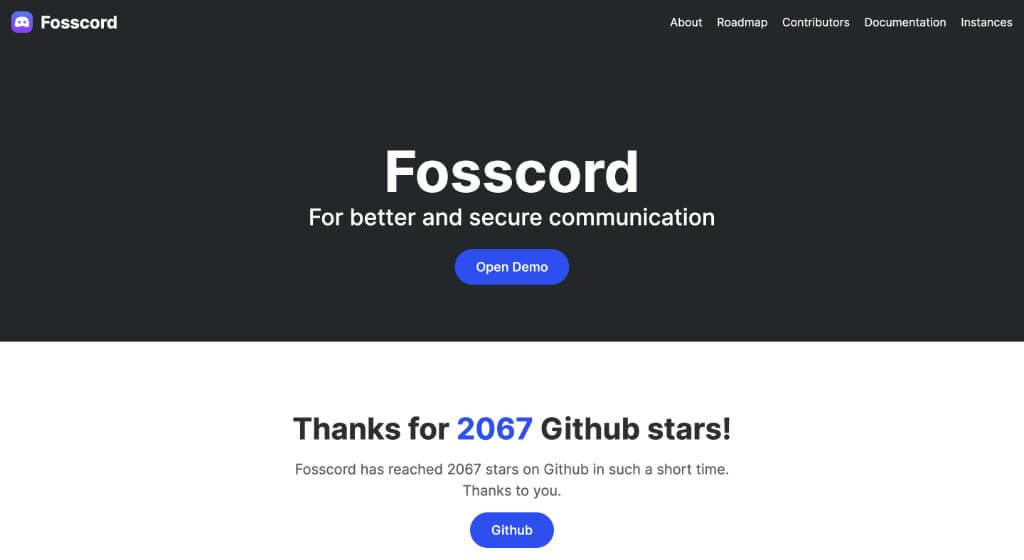 Fosscord
About Roadmap Contributors Documentation Instances
Fosscord
For better and secure communication
Open Demo
Thanks for 2067 Github stars!
Fosscord has reached 2067 stars on Github in such a short time.
Thanks to you.
Github